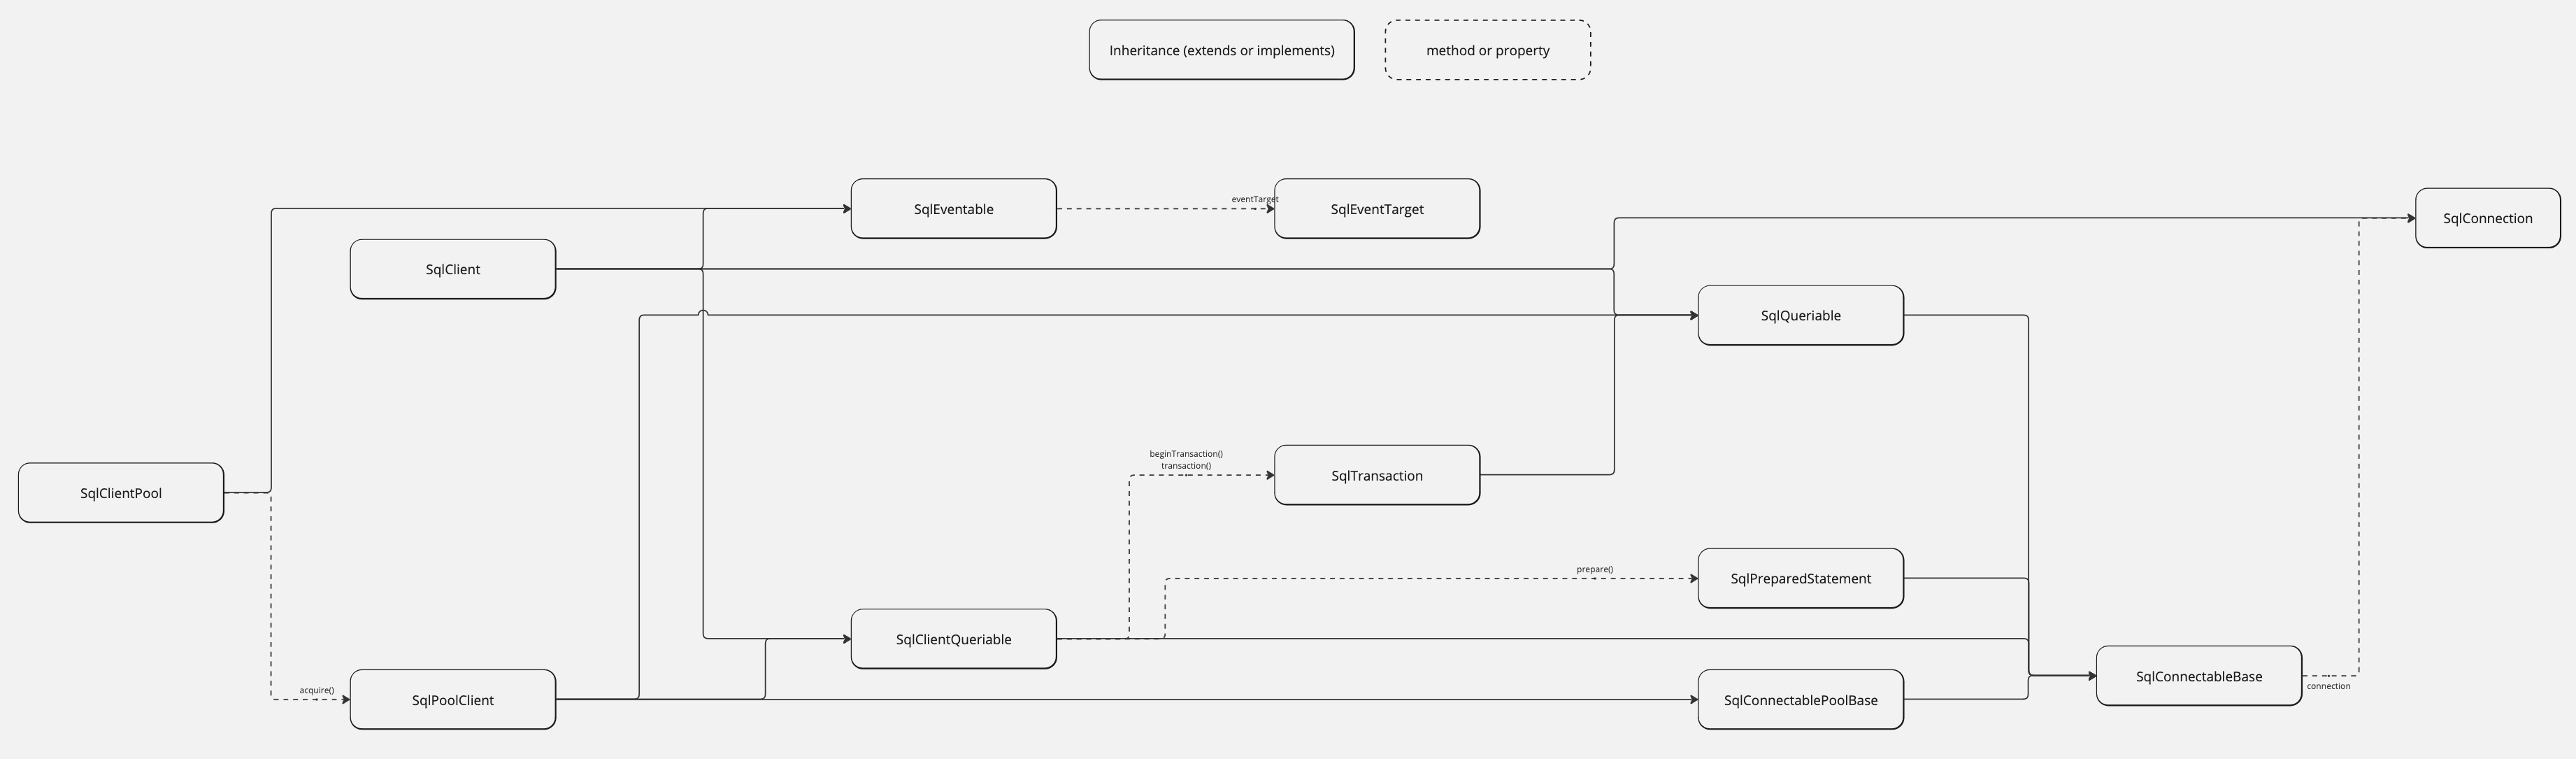 Inheritance (extends or implements)
method or property
SqlEventable
eventTarget
SqlEventTarget
SqlConnection
SqlClient
SqlQueriable
beginTransaction()
transaction()
SqlTransaction
SqlClientPool
prepare()
SqlPreparedStatement
SqlClientQueriable
SqlConnectableBase
connection
acquire()
SqlPoolClient
SqlConnectablePoolBase